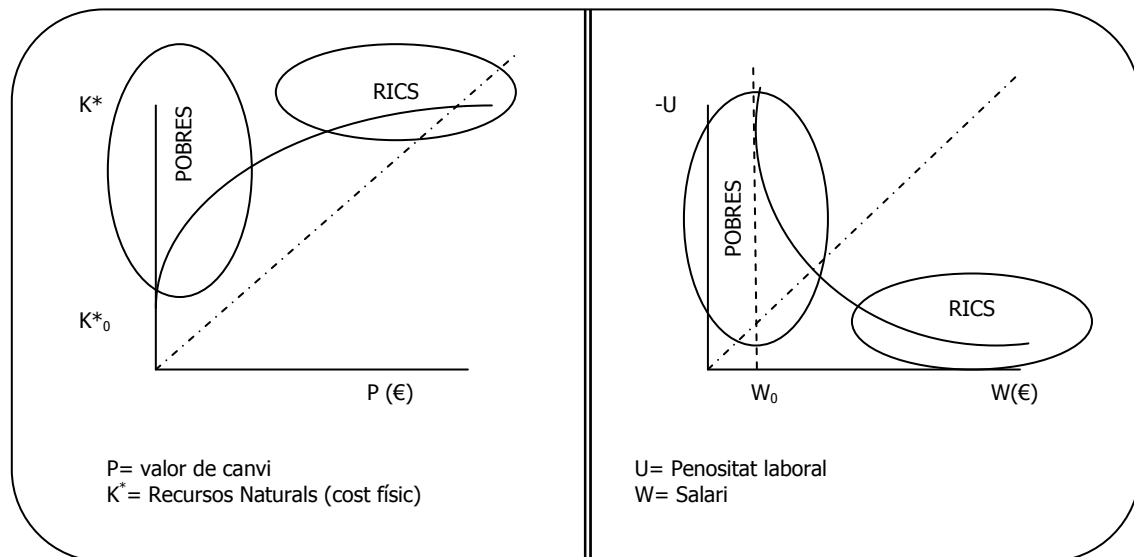 K*
POBRES
RICS
K*₀
P (€)
P= valor de canvi
K*= Recursos Naturals (cost físic)
-U
POBRES
RICS
W₀
W(€)
U= Penositat laboral
W= Salari